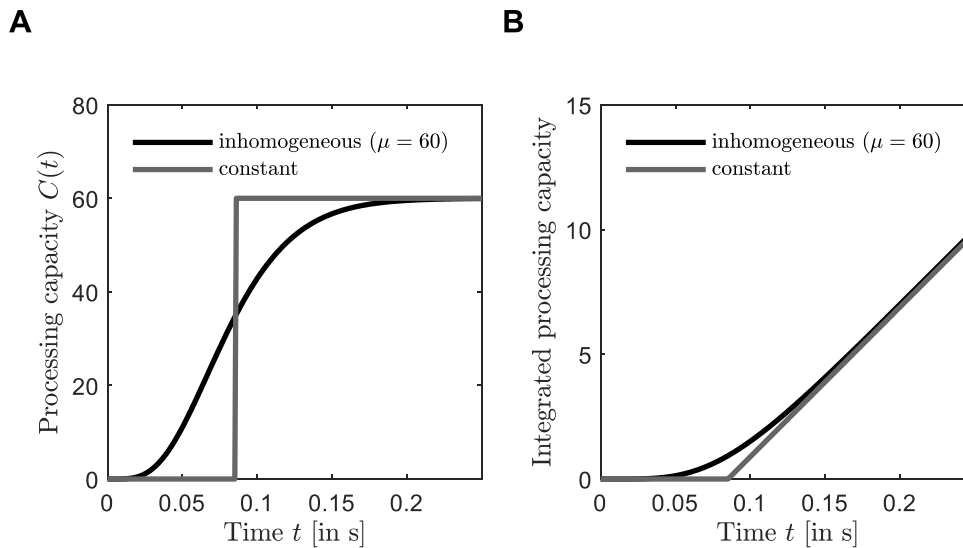 A
80
60
40
20
0
Processing capacity C(t)
inhomogeneous (μ = 60)
constant
0
0.05
0.1
0.15
0.2
Time t [in s]
B
15
10
5
0
Integrated processing capacity
inhomogeneous (μ = 60)
constant
0
0.05
0.1
0.15
0.2
Time t [in s]